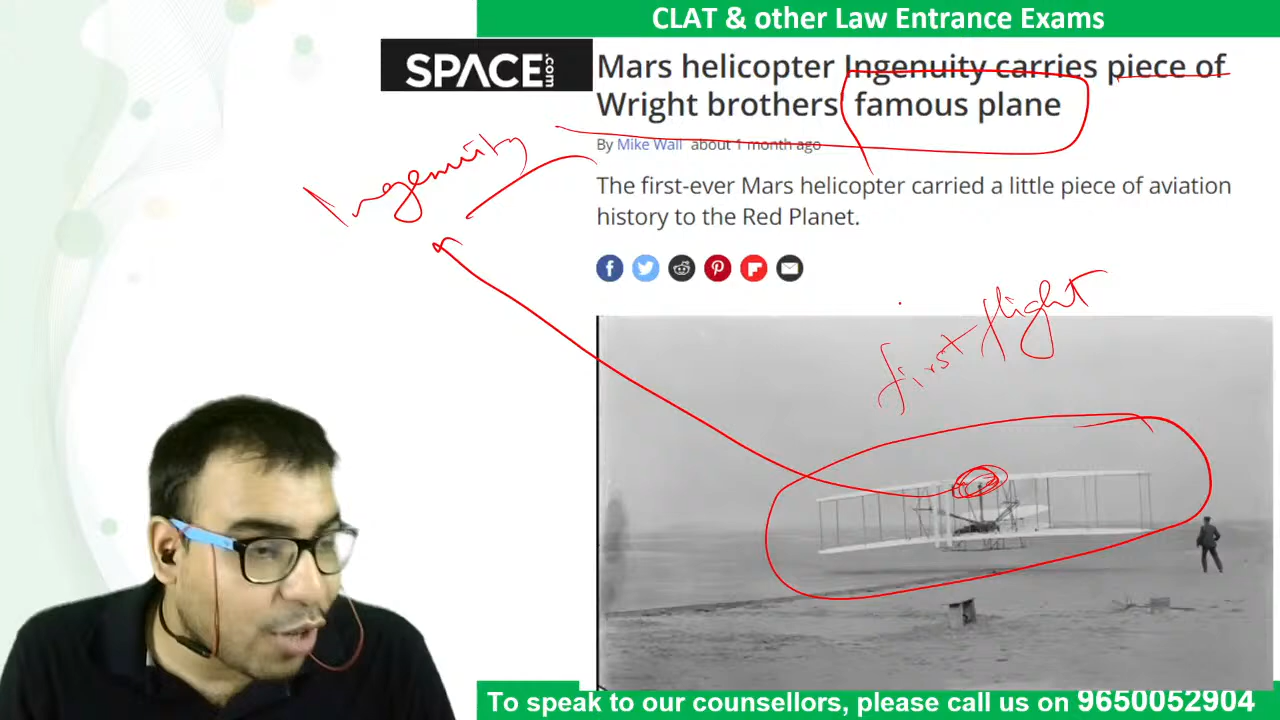 CLAT & other Law Entrance Exams
SPACE.com
Mars helicopter Ingenuity carries piece of
Wright brothers famous plane
By Mike Wall about 1 month ago
Ingenuity
The first-ever Mars helicopter carried a little piece of aviation
history to the Red Planet.
first flight
To speak to our counsellors, please call us on 9650052904